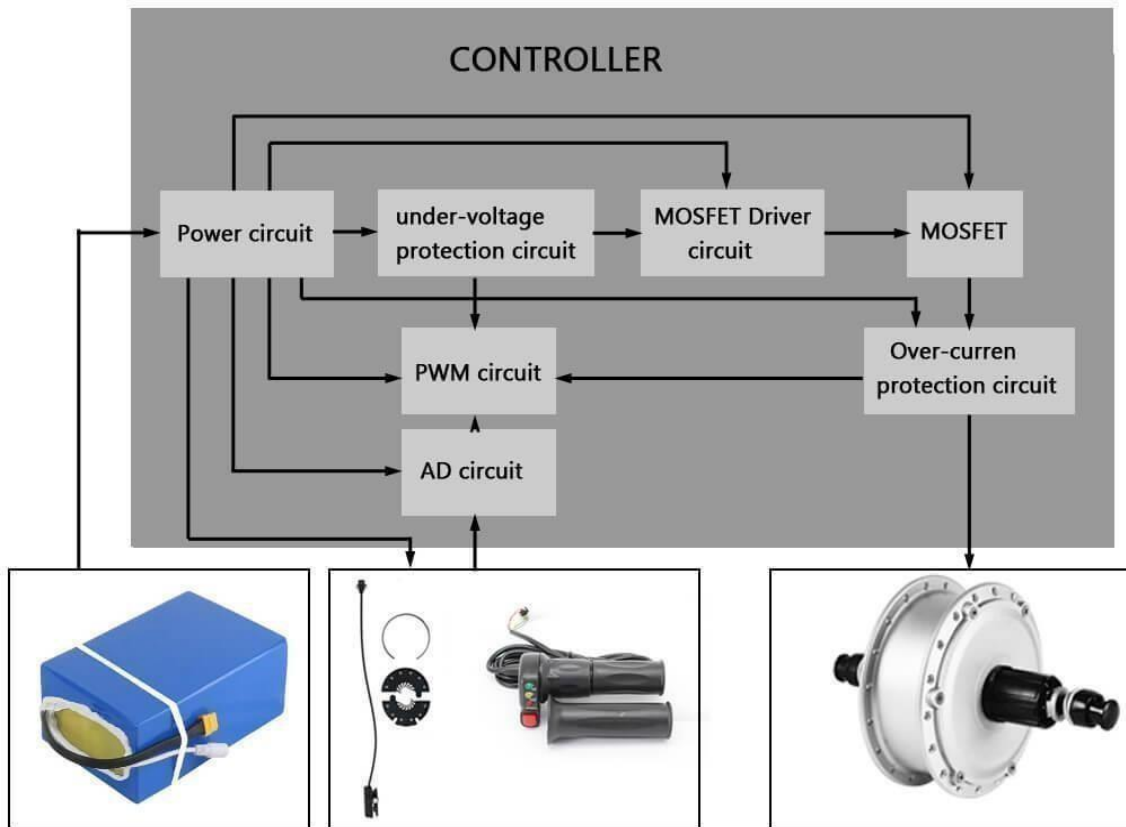 CONTROLLER
Power circuit
under-voltage
protection circuit
MOSFET Driver
circuit
MOSFET
PWM circuit
Over-curren
protection circuit
AD circuit